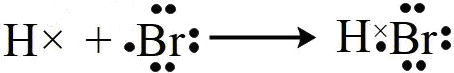 H× + Br → H×Br